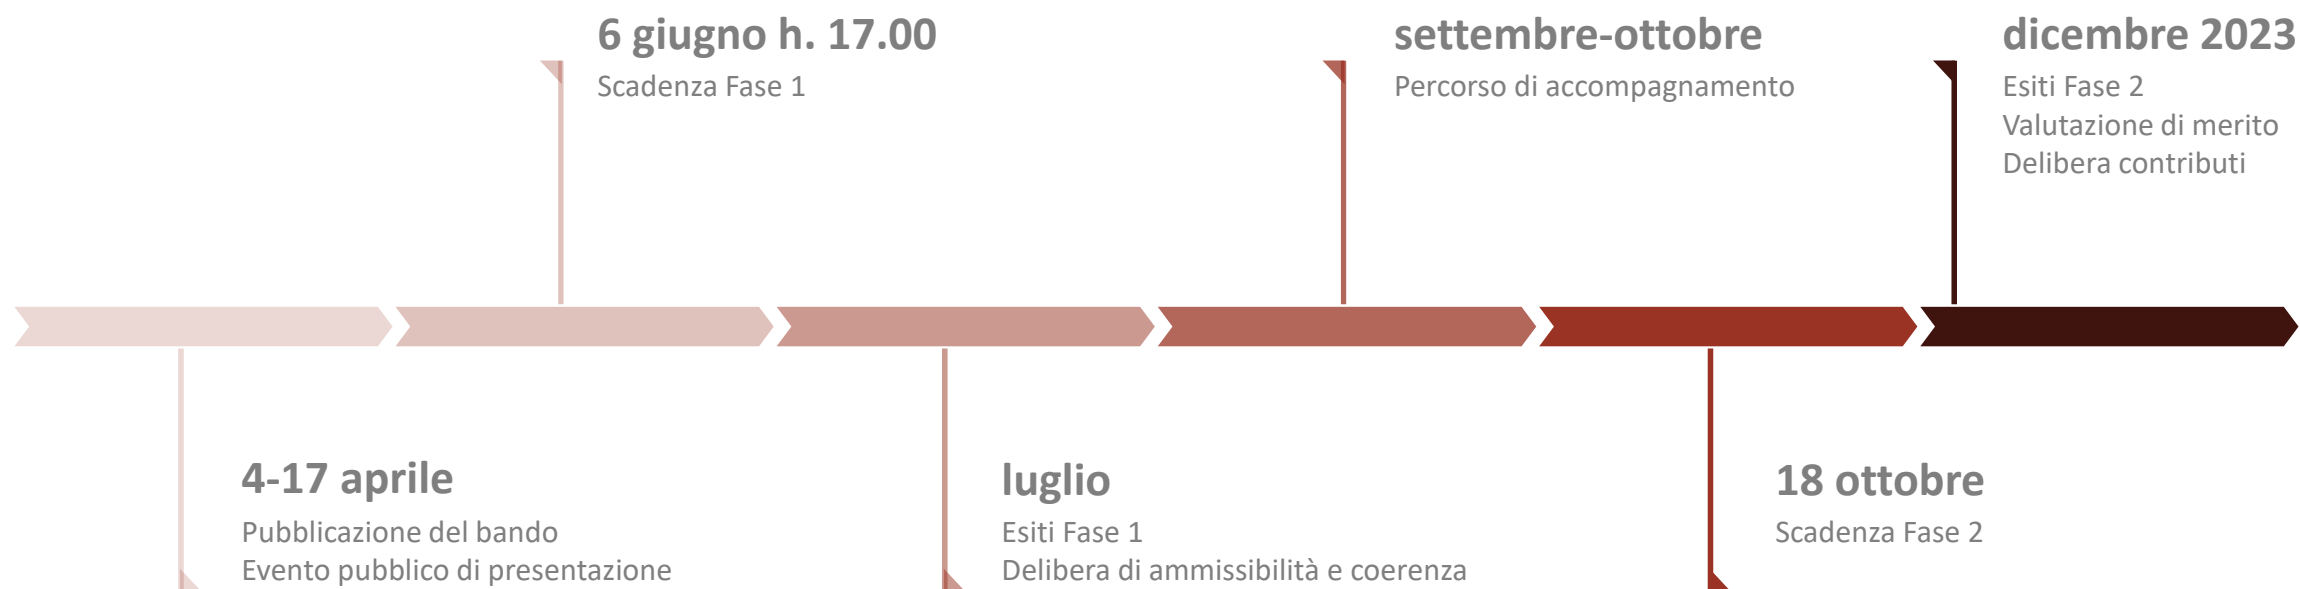 6 giugno h. 17.00
Scadenza Fase 1
settembre-ottobre
Percorso di accompagnamento
dicembre 2023
Esiti Fase 2
Valutazione di merito
Delibera contributi
4-17 aprile
Pubblicazione del bando
Evento pubblico di presentazione
luglio
Esiti Fase 1
Delibera di ammissibilità e coerenza
18 ottobre
Scadenza Fase 2